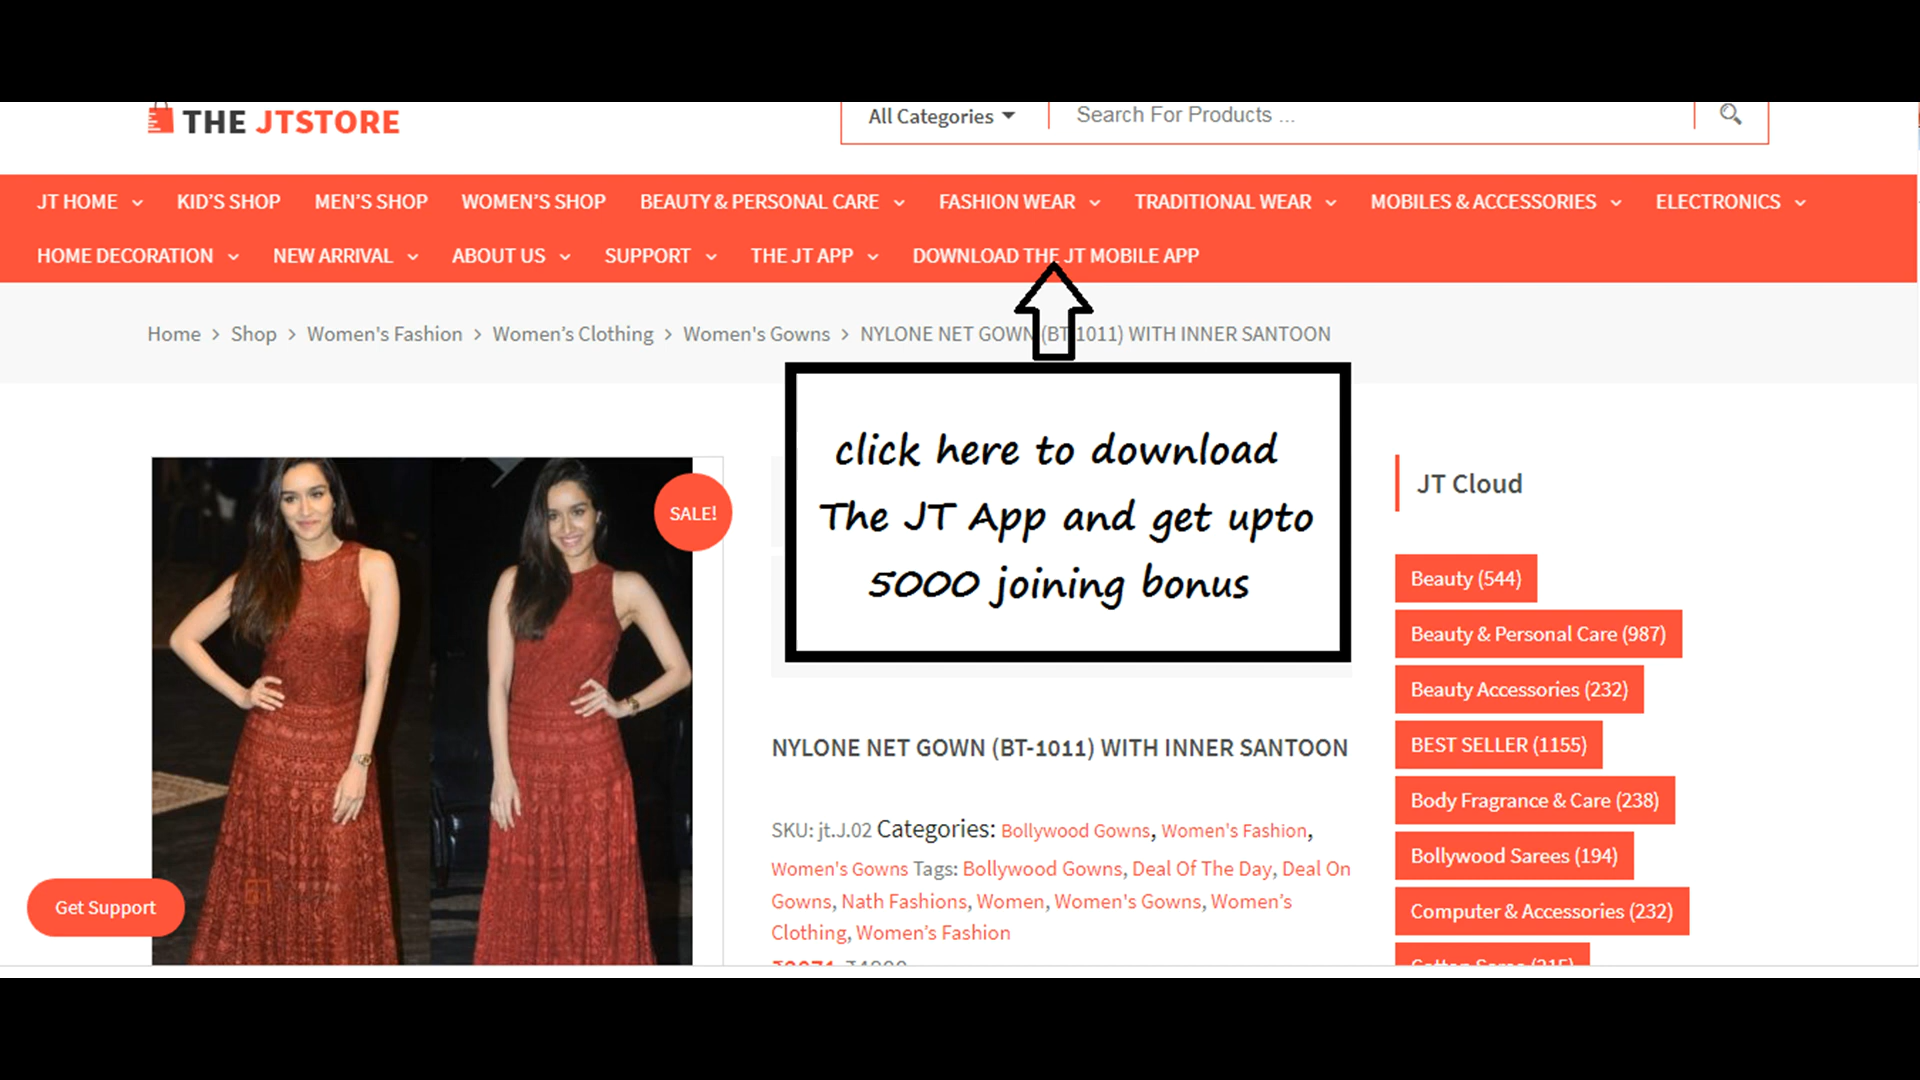 THE JTSTORE
All Categories
Search For Products ...
JT HOME KID'S SHOP MEN'S SHOP WOMEN'S SHOP BEAUTY & PERSONAL CARE FASHION WEAR TRADITIONAL WEAR MOBILES & ACCESSORIES ELECTRONICS
HOME DECORATION NEW ARRIVAL ABOUT US SUPPORT THE JT APP DOWNLOAD THE JT MOBILE APP
Home > Shop > Women's Fashion > Women's Clothing > Women's Gowns > NYLONE NET GOWN (BT-1011) WITH INNER SANTOON
click here to download
The JT App and get upto
5000 joining bonus
SALE!
NYLONE NET GOWN (BT-1011) WITH INNER SANTOON
SKU: jt.J.02 Categories: Bollywood Gowns, Women's Fashion,
Women's Gowns Tags: Bollywood Gowns, Deal Of The Day, Deal On
Gowns, Nath Fashions, Women, Women's Gowns, Women's
Clothing, Women's Fashion
Get Support
JT Cloud
Beauty (544)
Beauty & Personal Care (987)
Beauty Accessories (232)
BEST SELLER (1155)
Body Fragrance & Care (238)
Bollywood Sarees (194)
Computer & Accessories (232)